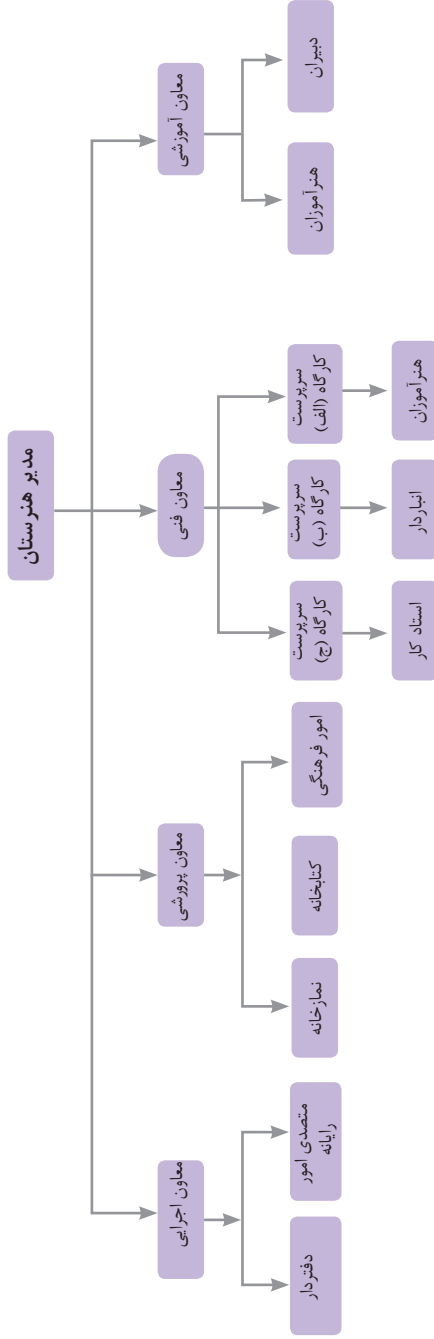 مدیر هنرستان
معاون آموزشی
معاون فنی
معاون پرورشی
معاون اجرایی
دبیران
هنرآموزان
سرپرست
کارگاه (الف)
سرپرست
کارگاه (ب)
سرپرست
کارگاه (ج)
امور فرهنگی
کتابخانه
نمازخانه
متصدی امور
رایانه
دفتردار
هنرآموزان
انباردار
استاد کار